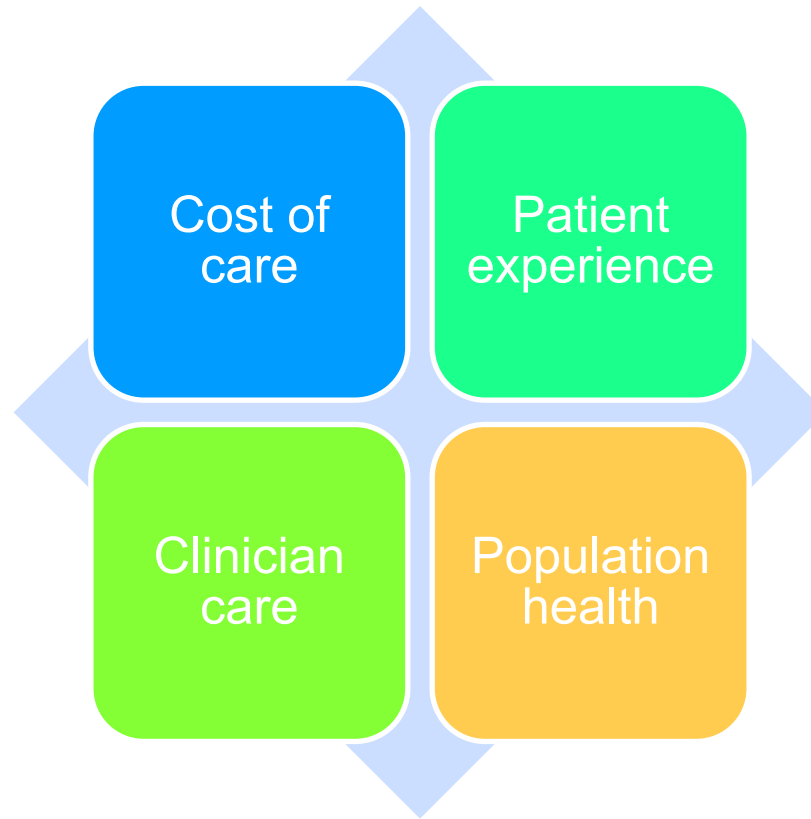 Cost of
care
Patient
experience
Clinician
care
Population
health